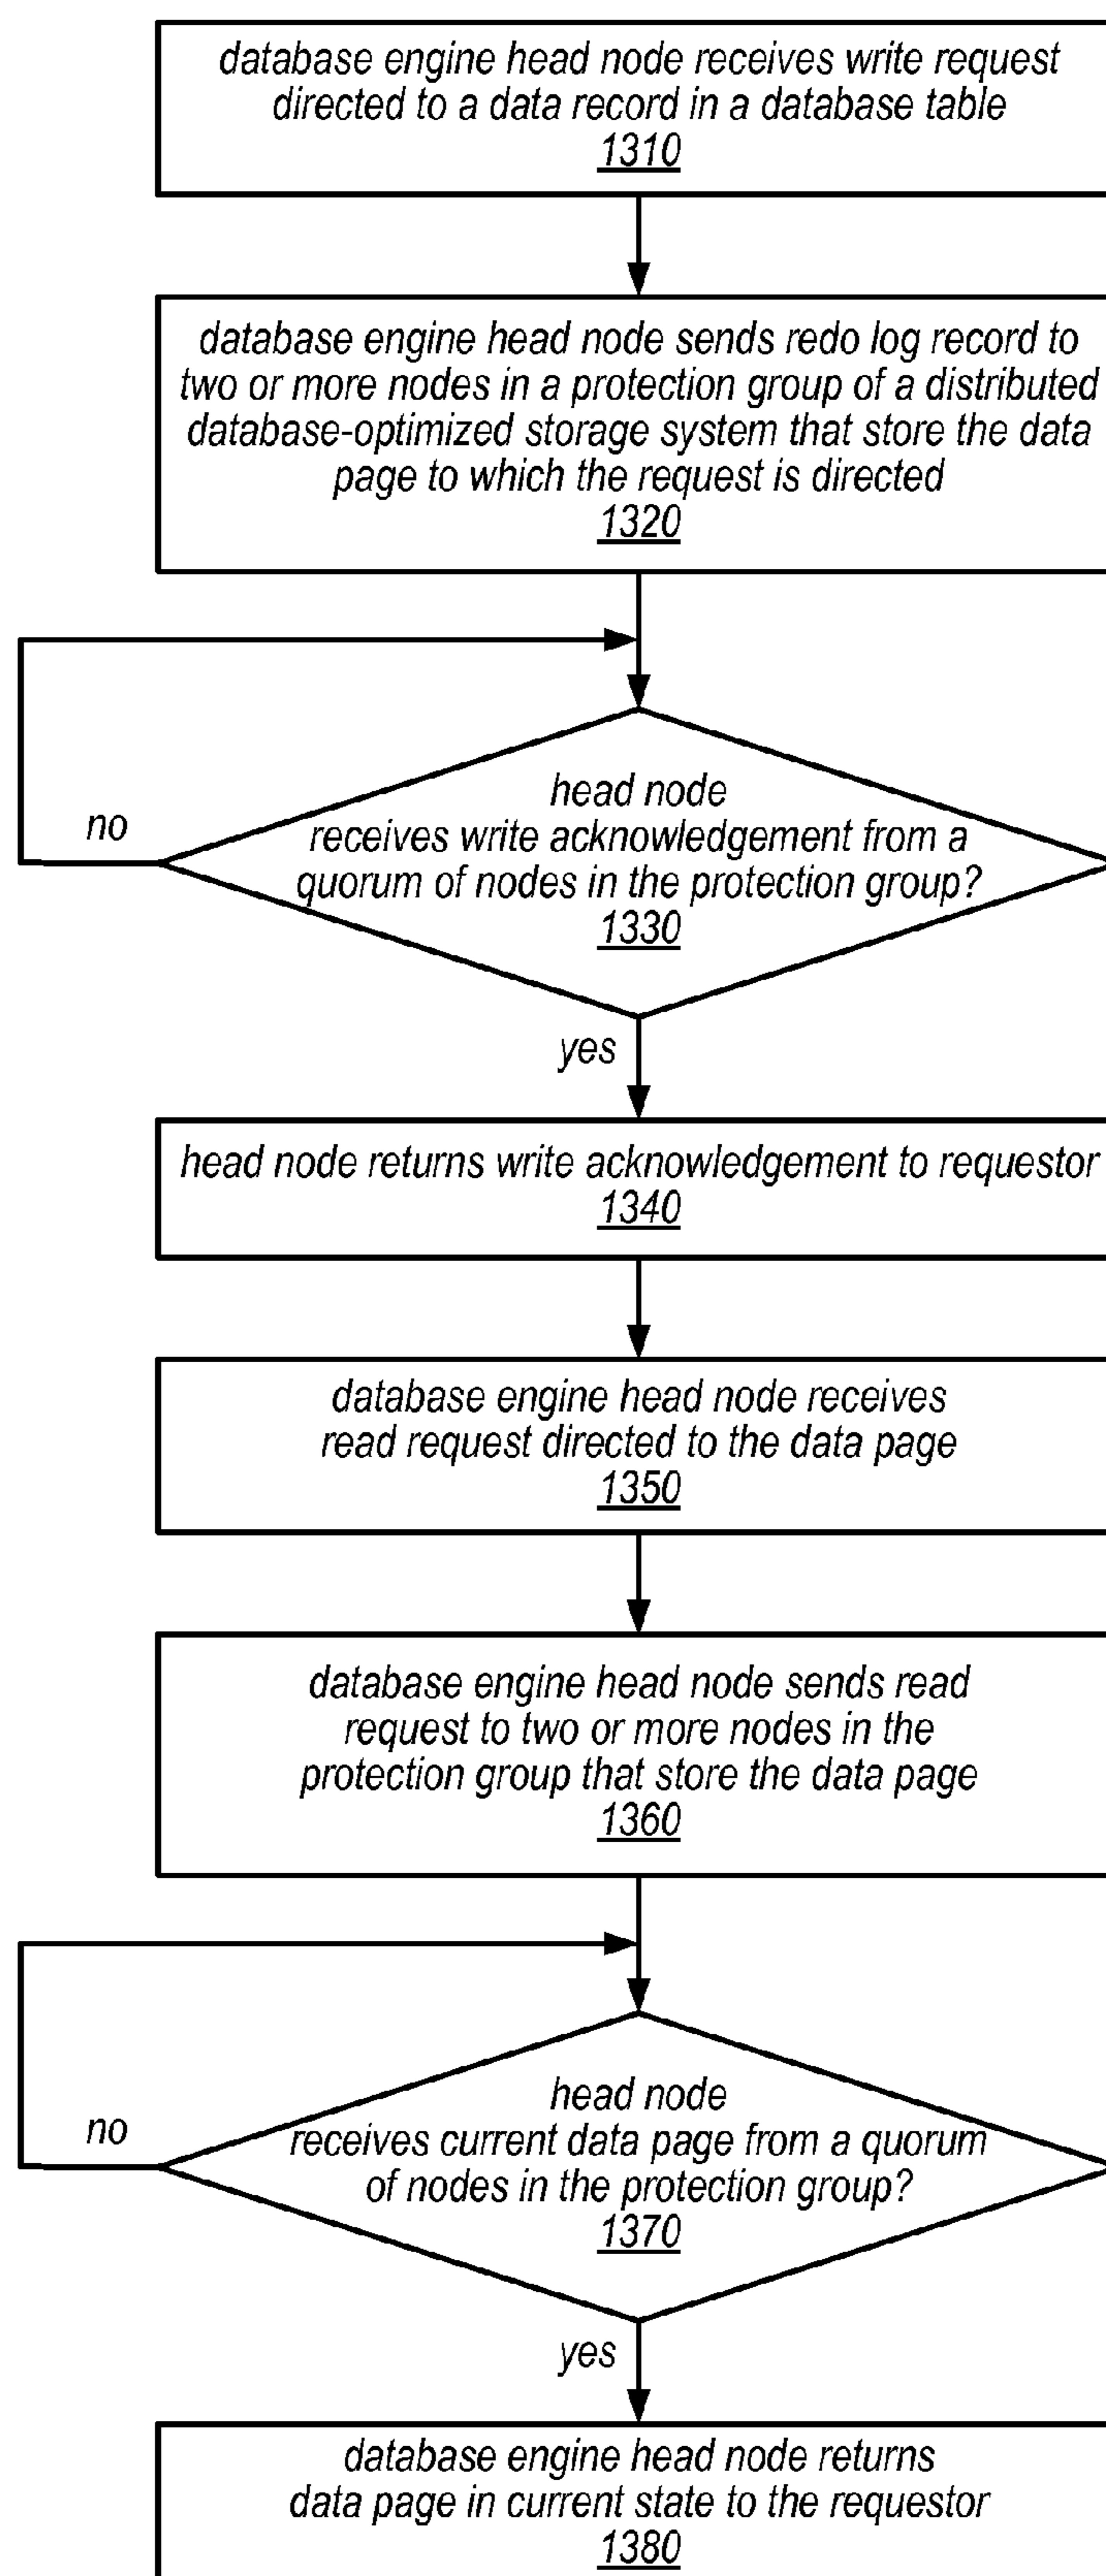 database engine head node receives write request
directed to a data record in a database table
1310
database engine head node sends redo log record to
two or more nodes in a protection group of a distributed
database-optimized storage system that store the data
page to which the request is directed
1320
head node
receives write acknowledgement from a
quorum of nodes in the protection group?
1330
no
yes
head node returns write acknowledgement to requestor
1340
database engine head node receives
read request directed to the data page
1350
database engine head node sends read
request to two or more nodes in the
protection group that store the data page
1360
head node
receives current data page from a quorum
of nodes in the protection group?
1370
no
yes
database engine head node returns
data page in current state to the requestor
1380